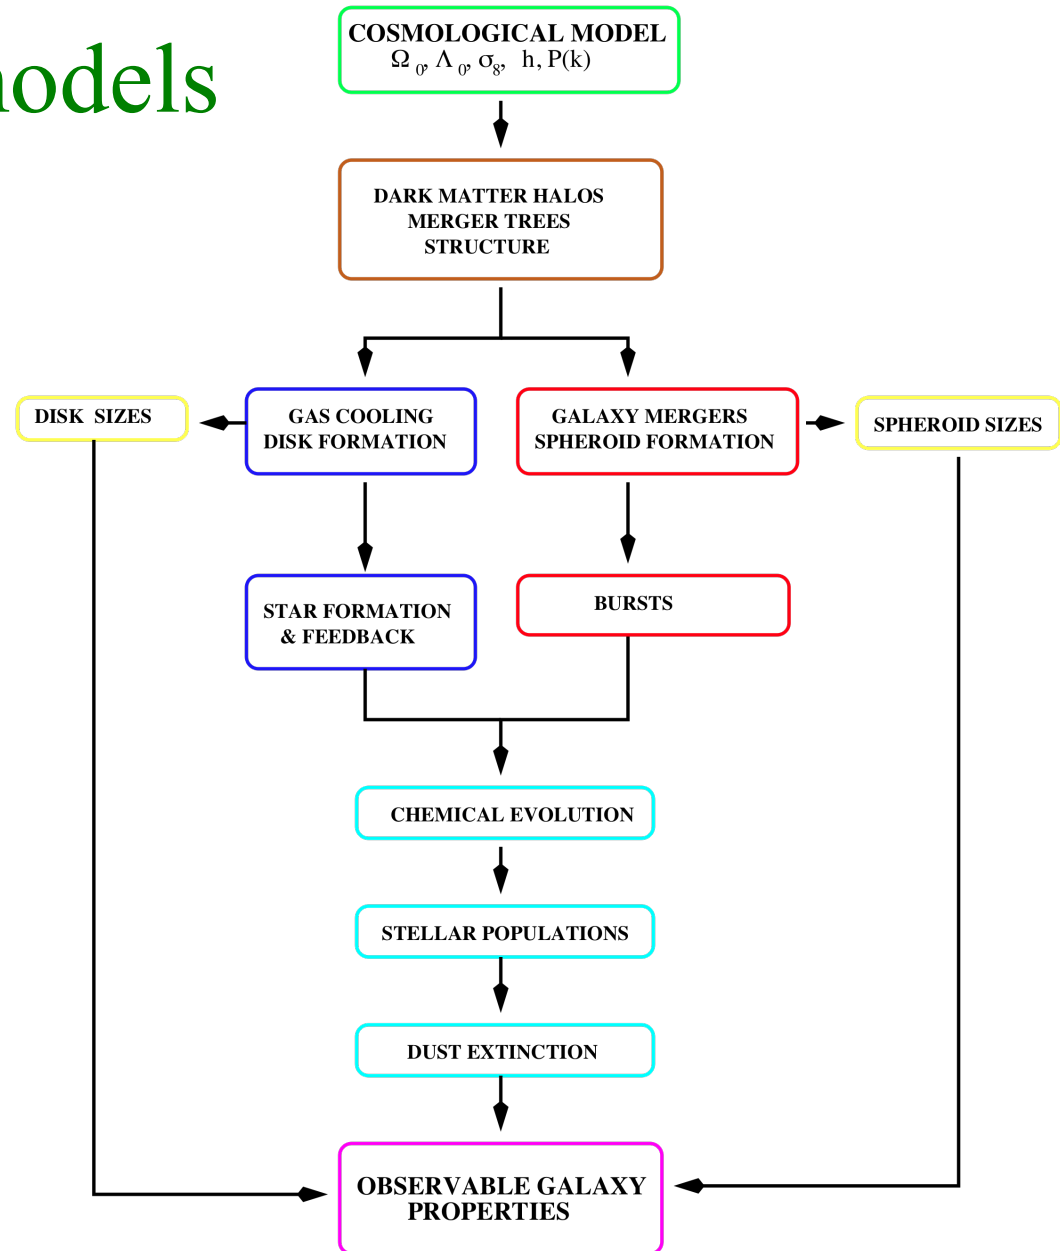 odels
COSMOLOGICAL MODEL
Ω 0, Λ 0, σ8, h, P(k)
DARK MATTER HALOS
MERGER TREES
STRUCTURE
DISK SIZES
GAS COOLING
DISK FORMATION
GALAXY MERGERS
SPHEROID FORMATION
SPHEROID SIZES
STAR FORMATION
& FEEDBACK
BURSTS
CHEMICAL EVOLUTION
STELLAR POPULATIONS
DUST EXTINCTION
OBSERVABLE GALAXY
PROPERTIES